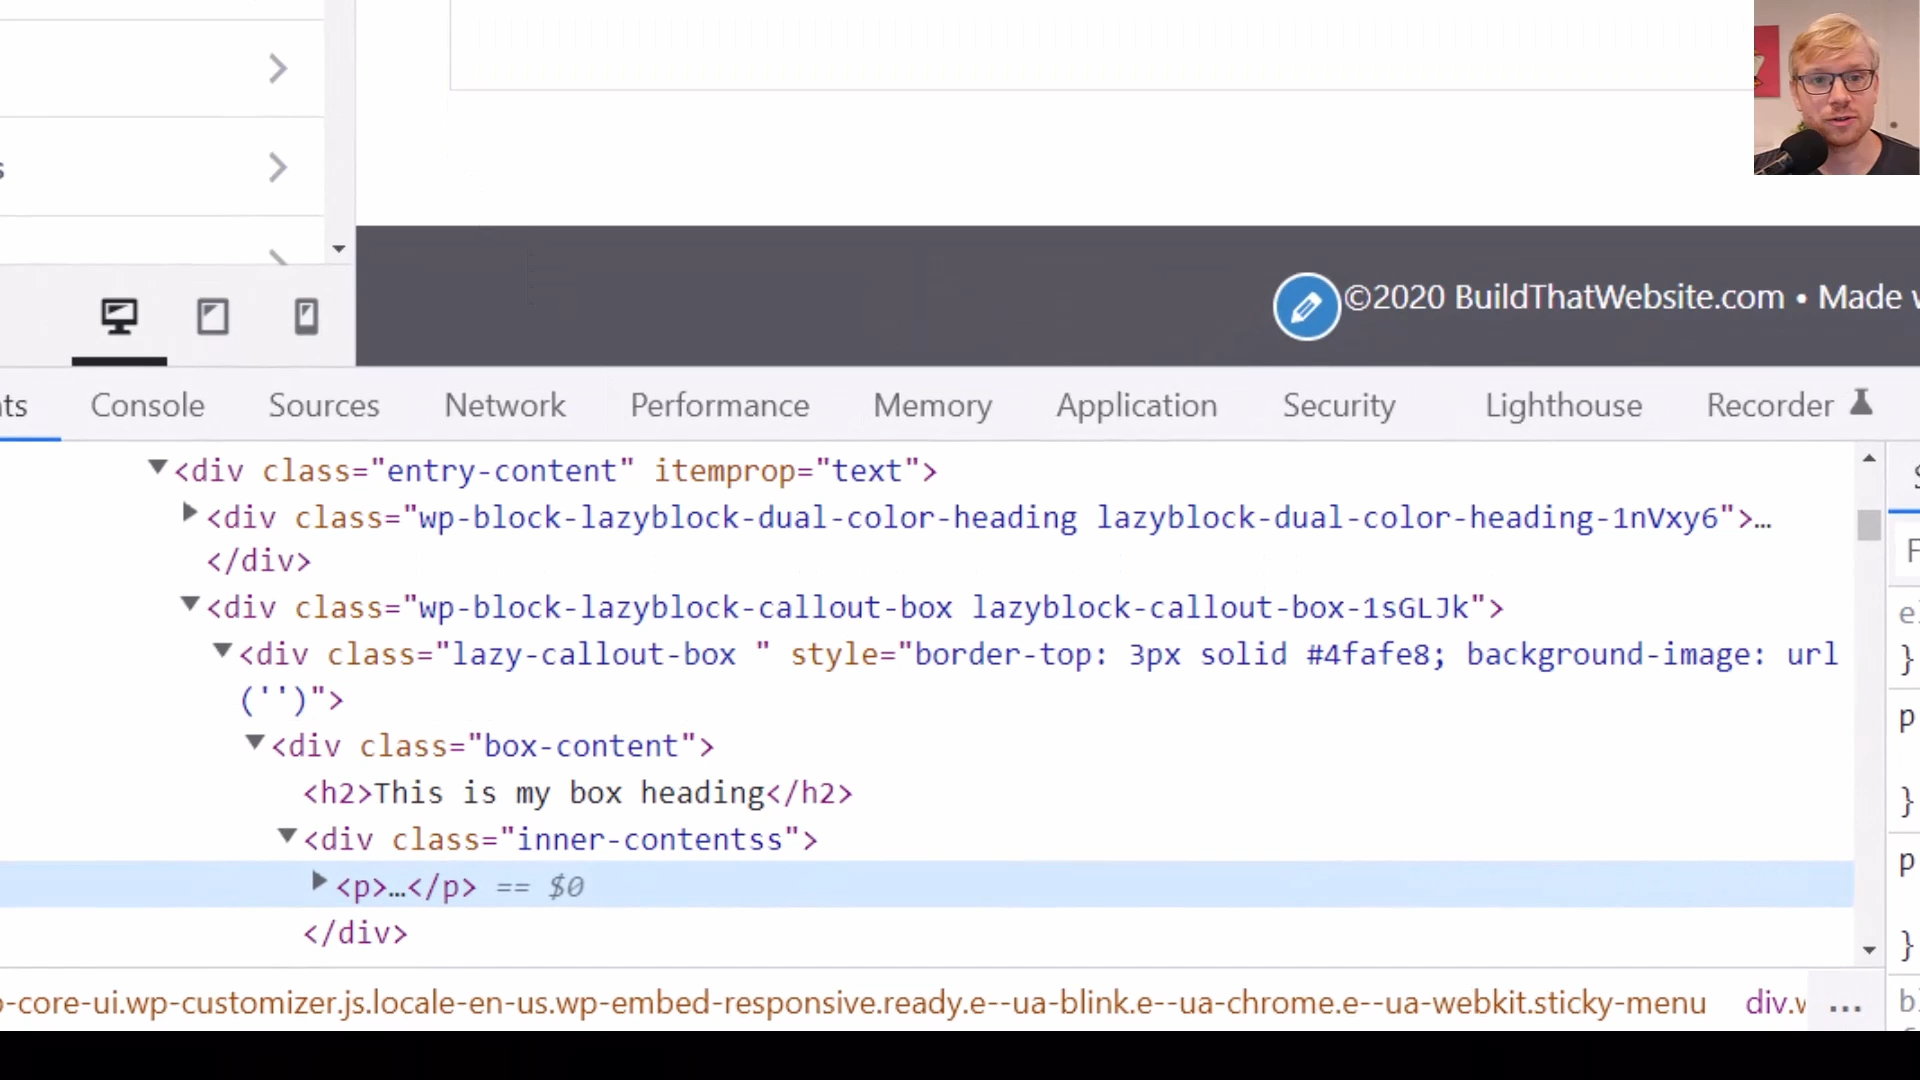 s
©2020 BuildThatWebsite.com • Made
ts Console Sources Network Performance Memory Application Security Lighthouse Recorder
<div class="entry-content" itemprop="text">
<div class="wp-block-lazyblock-dual-color-heading lazyblock-dual-color-heading-1nVxy6">…
</div>
<div class="wp-block-lazyblock-callout-box lazyblock-callout-box-1sGLJk">
<div class="lazy-callout-box " style="border-top: 3px solid #4fafe8; background-image: url
('')">
<div class="box-content">
<h2>This is my box heading</h2>
<div class="inner-contentss">
<p>…</p> == $0
</div>
}
p
}
p
}
-core-ui.wp-customizer.js.locale-en-us.wp-embed-responsive.ready.e--ua-blink.e--ua-chrome.e--ua-webkit.sticky-menu div.w ...